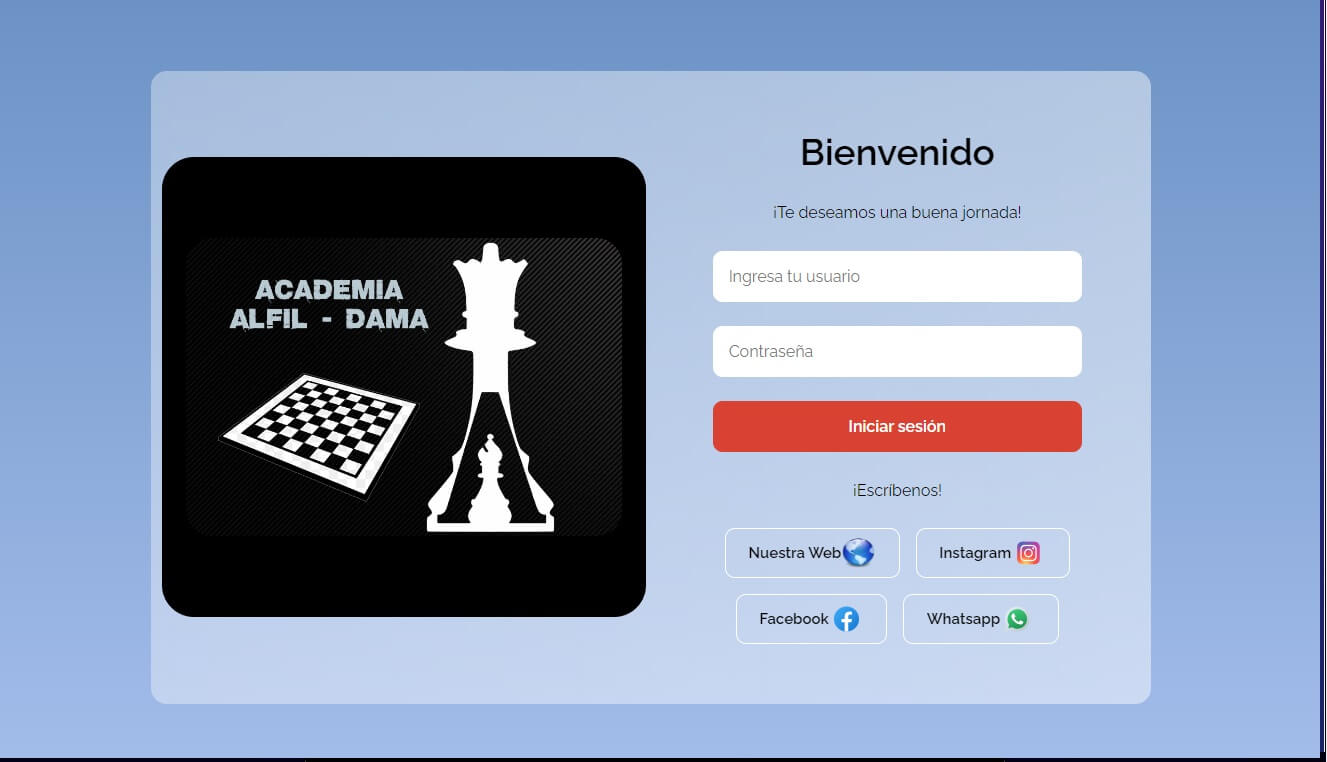 ACADEMIA
ALFIL - DAMA
Bienvenido
¡Te deseamos una buena jornada!
Ingresa tu usuario
Contraseña
Iniciar sesión
¡Escríbenos!
Nuestra Web
Instagram
Facebook
Whatsapp